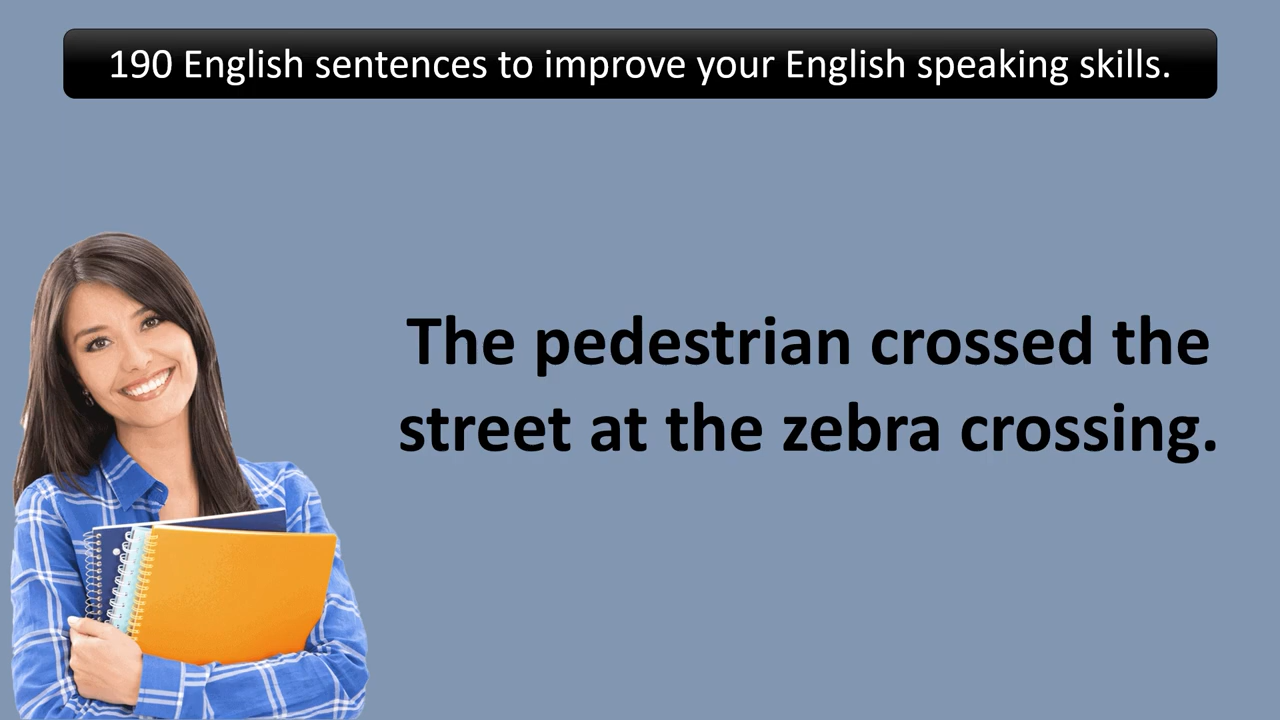 190 English sentences to improve your English speaking skills.
The pedestrian crossed the
street at the zebra crossing.